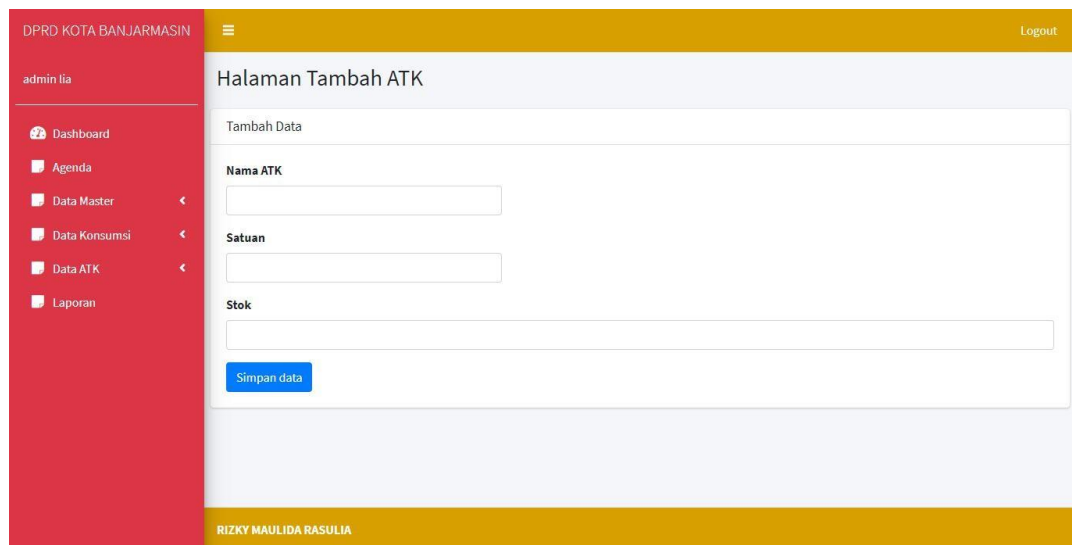 DPRD KOTA BANJARMASIN
Logout
admin lia
Dashboard
Agenda
Data Master
Data Konsumsi
Data ATK
Laporan
Halaman Tambah ATK
Tambah Data
Nama ATK
Satuan
Stok
Simpan data
RIZKY MAULIDA RASULIA